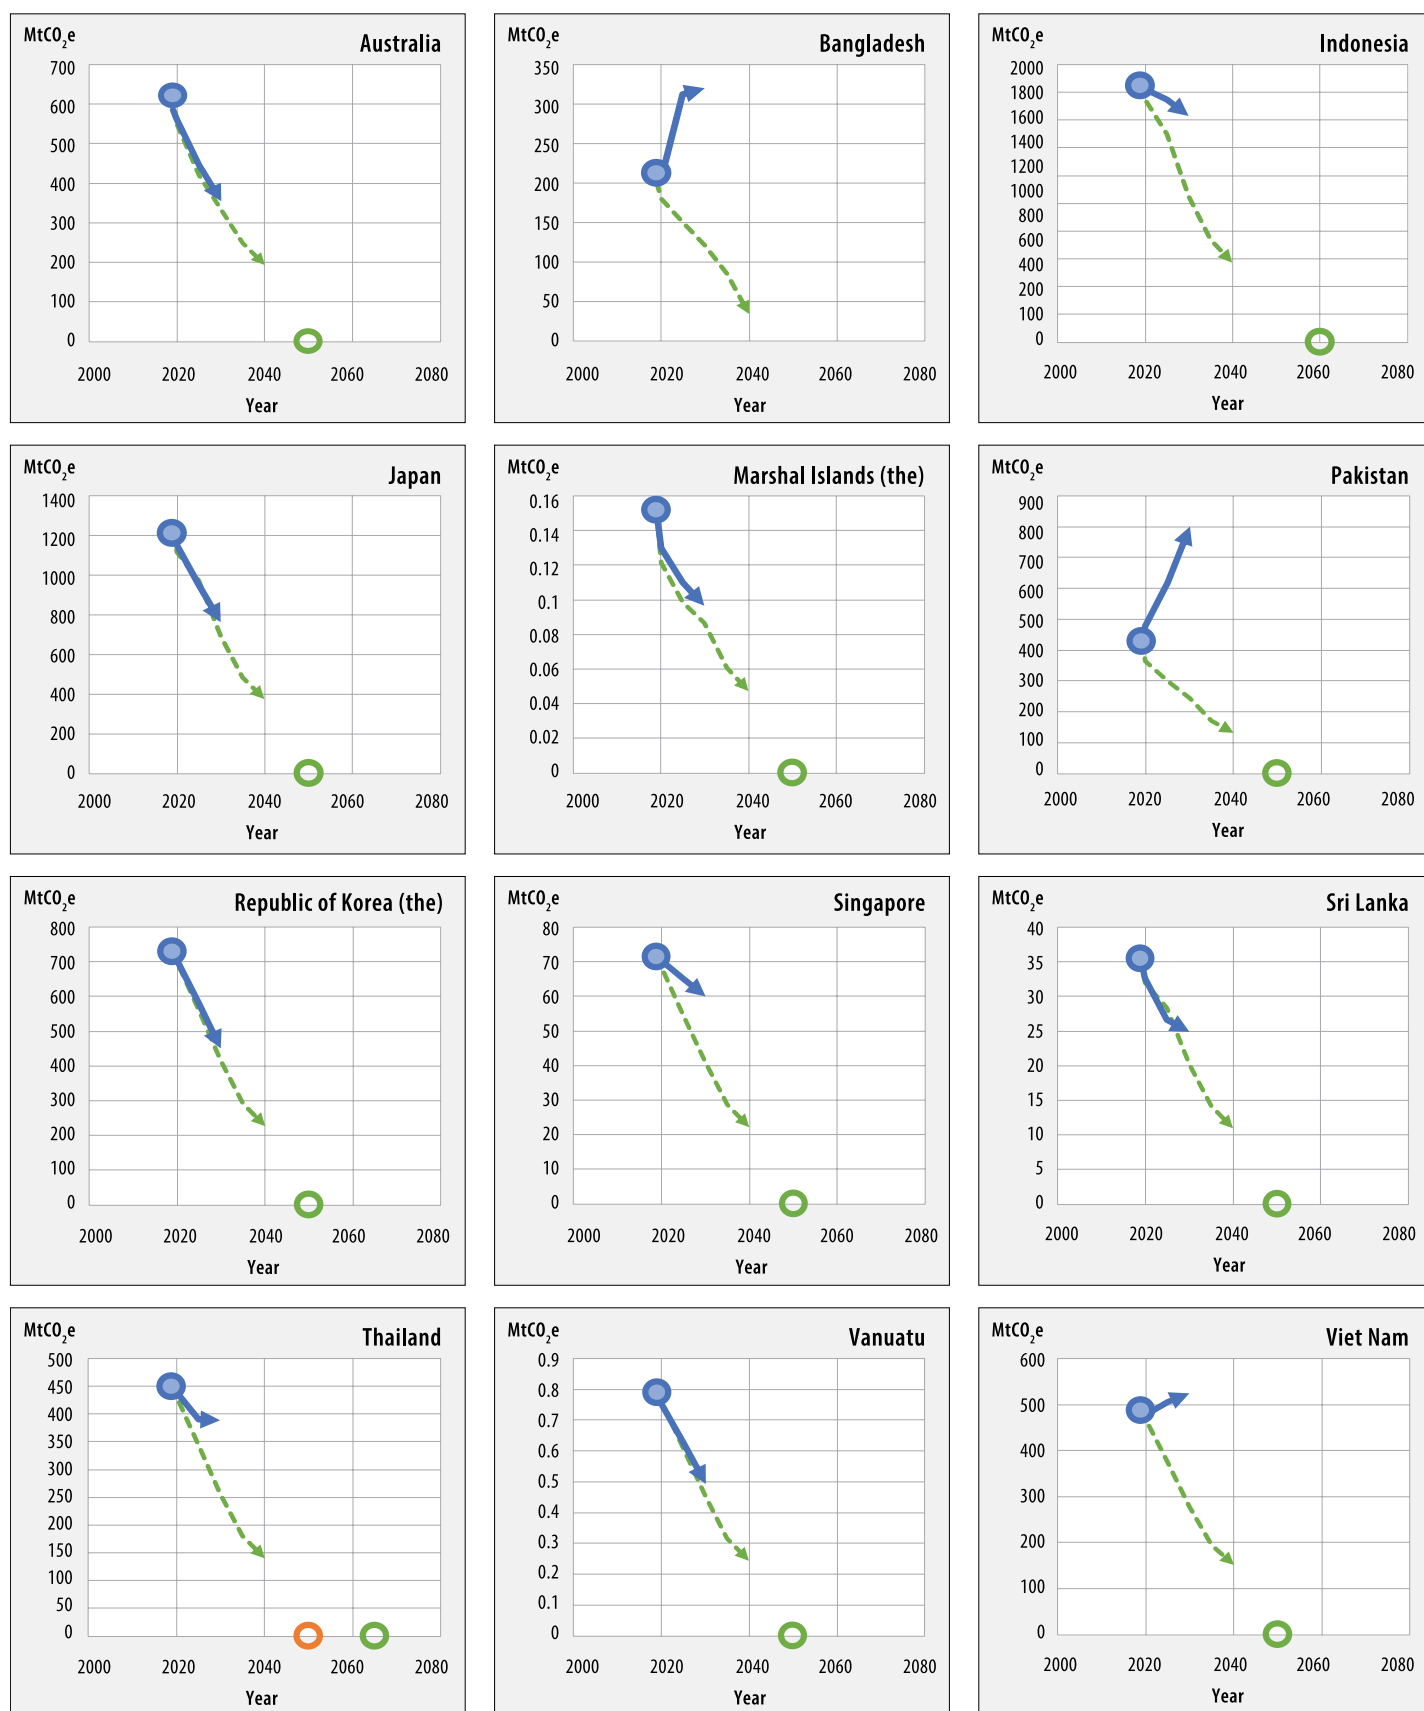 MtCO2e
Australia
700
600
500
400
300
200
100
0
2000 2020 2040 2060 2080
Year
MtCO2e
Bangladesh
350
300
250
200
150
100
50
0
2000 2020 2040 2060 2080
Year
MtCO2e
Indonesia
2000
1800
1600
1400
1200
1000
800
600
400
200
100
0
2000 2020 2040 2060 2080
Year
MtCO2e
Japan
1400
1200
1000
800
600
400
200
0
2000 2020 2040 2060 2080
Year
MtCO2e
Marshal Islands (the)
0.16
0.14
0.12
0.1
0.08
0.06
0.04
0.02
0
2000 2020 2040 2060 2080
Year
MtCO2e
Pakistan
900
800
700
600
500
400
300
200
100
0
2000 2020 2040 2060 2080
Year
MtCO2e
Republic of Korea (the)
800
700
600
500
400
300
200
100
0
2000 2020 2040 2060 2080
Year
MtCO2e
Singapore
80
70
60
50
40
30
20
10
0
2000 2020 2040 2060 2080
Year
MtCO2e
Sri Lanka
40
35
30
25
20
15
10
5
0
2000 2020 2040 2060 2080
Year
MtCO2e
Thailand
500
450
400
350
300
250
200
150
100
50
0
2000 2020 2040 2060 2080
Year
MtCO2e
Vanuatu
0.9
0.8
0.7
0.6
0.5
0.4
0.3
0.2
0.1
0
2000 2020 2040 2060 2080
Year
MtCO2e
Viet Nam
600
500
400
300
200
100
0
2000 2020 2040 2060 2080
Year